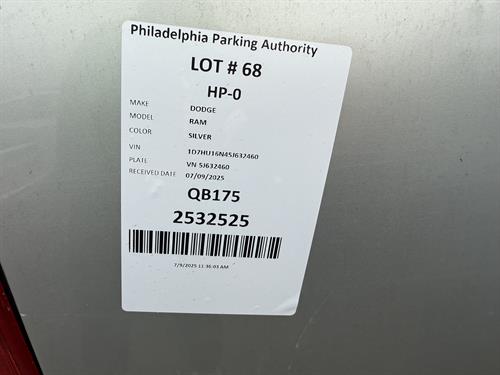 Philadelphia Parking Authority
LOT # 68
HP-0
MAKE DODGE
MODEL RAM
COLOR SILVER
VIN 1D7HU16N45J632460
PLATE VN 5J632460
RECEIVED DATE 07/09/2025
QB175
2532525
7/9/2025 11:36:03 AM